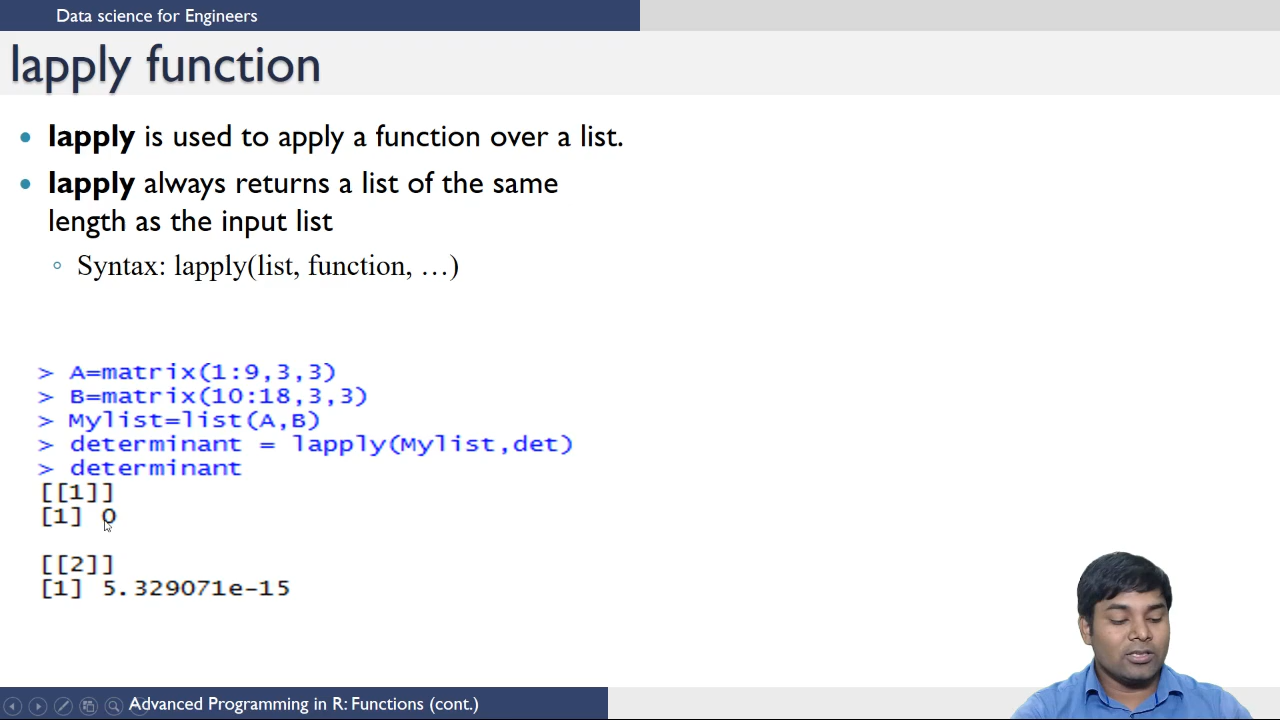 Data science for Engineers
lapply function
• lapply is used to apply a function over a list.
• lapply always returns a list of the same
length as the input list
◦ Syntax: lapply(list, function, …)
> A=matrix(1:9,3,3)
> B=matrix(10:18,3,3)
> Mylist=list(A,B)
> determinant = lapply(Mylist,det)
> determinant
[[1]]
[1] 0
[[2]]
[1] 5.329071e-15
Advanced Programming in R: Functions (cont.)